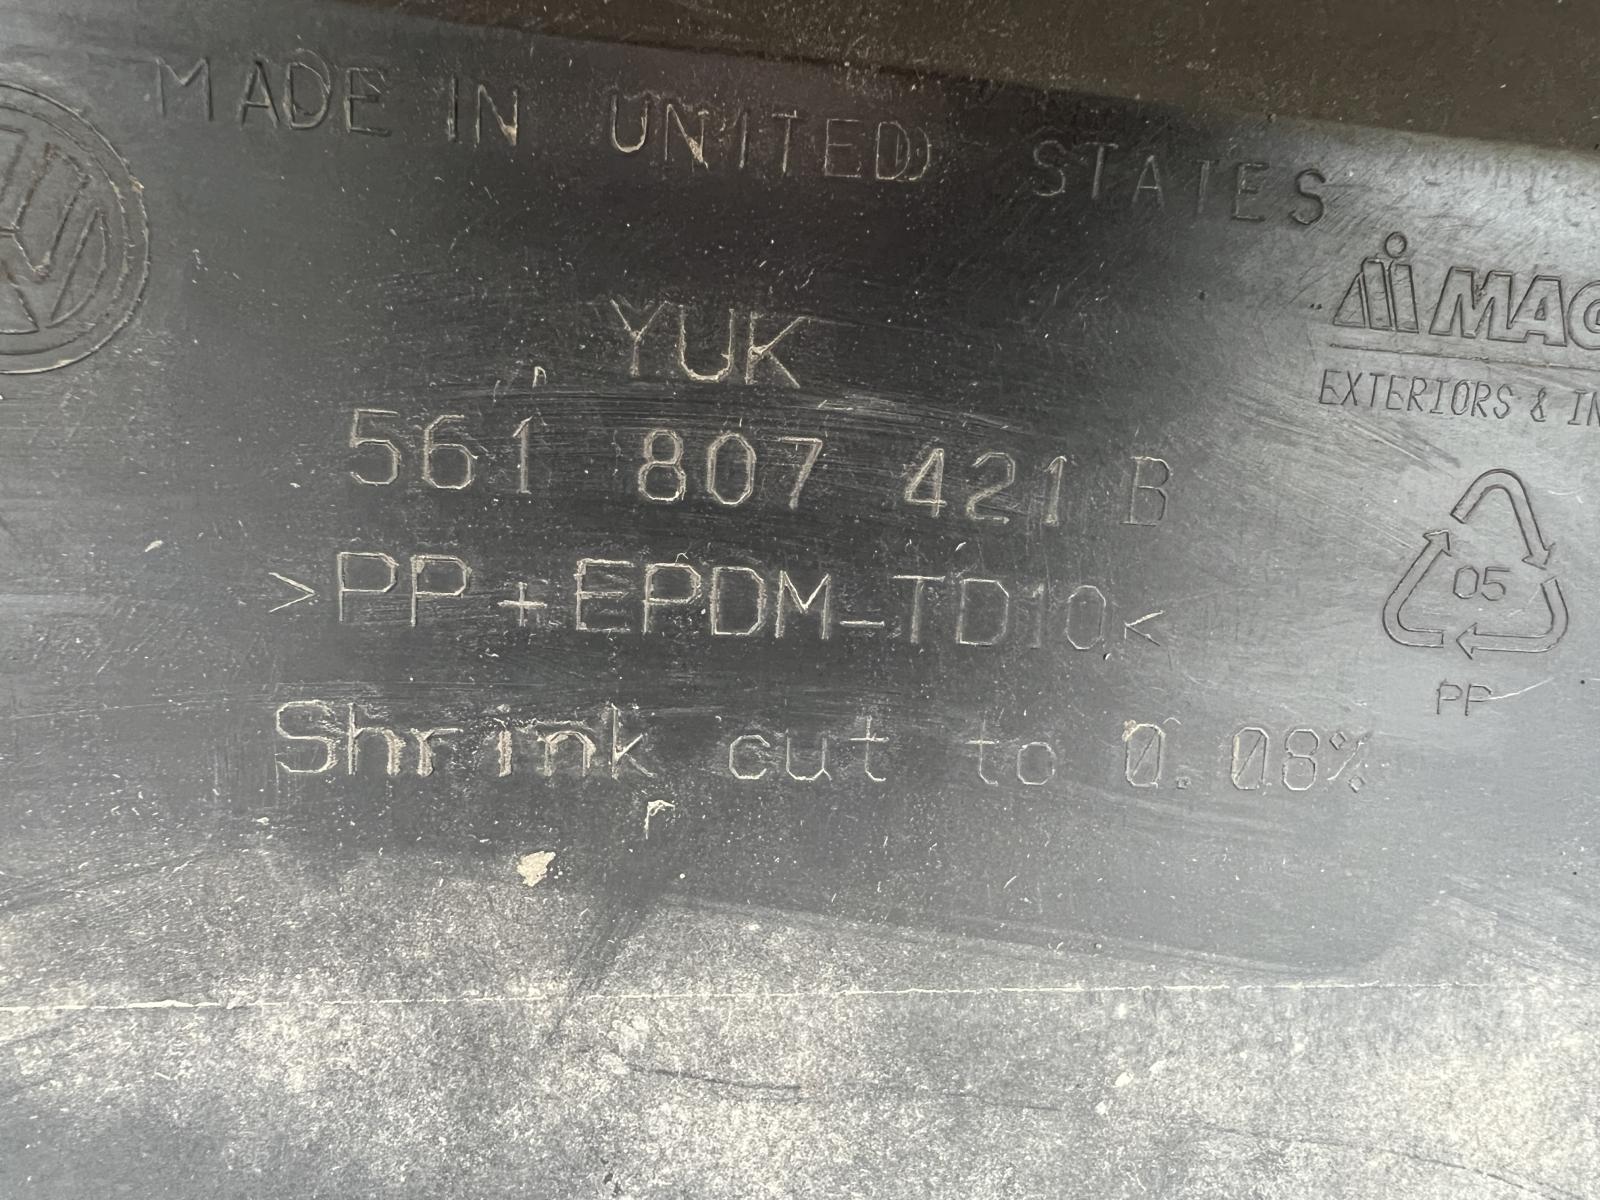 MADE IN UNITED STATES
MAG
EXTERIORS & IN
YUK
561 807 421 B
>PP+EPDM-TD10<
05
PP
Shrink cut to 0.08%